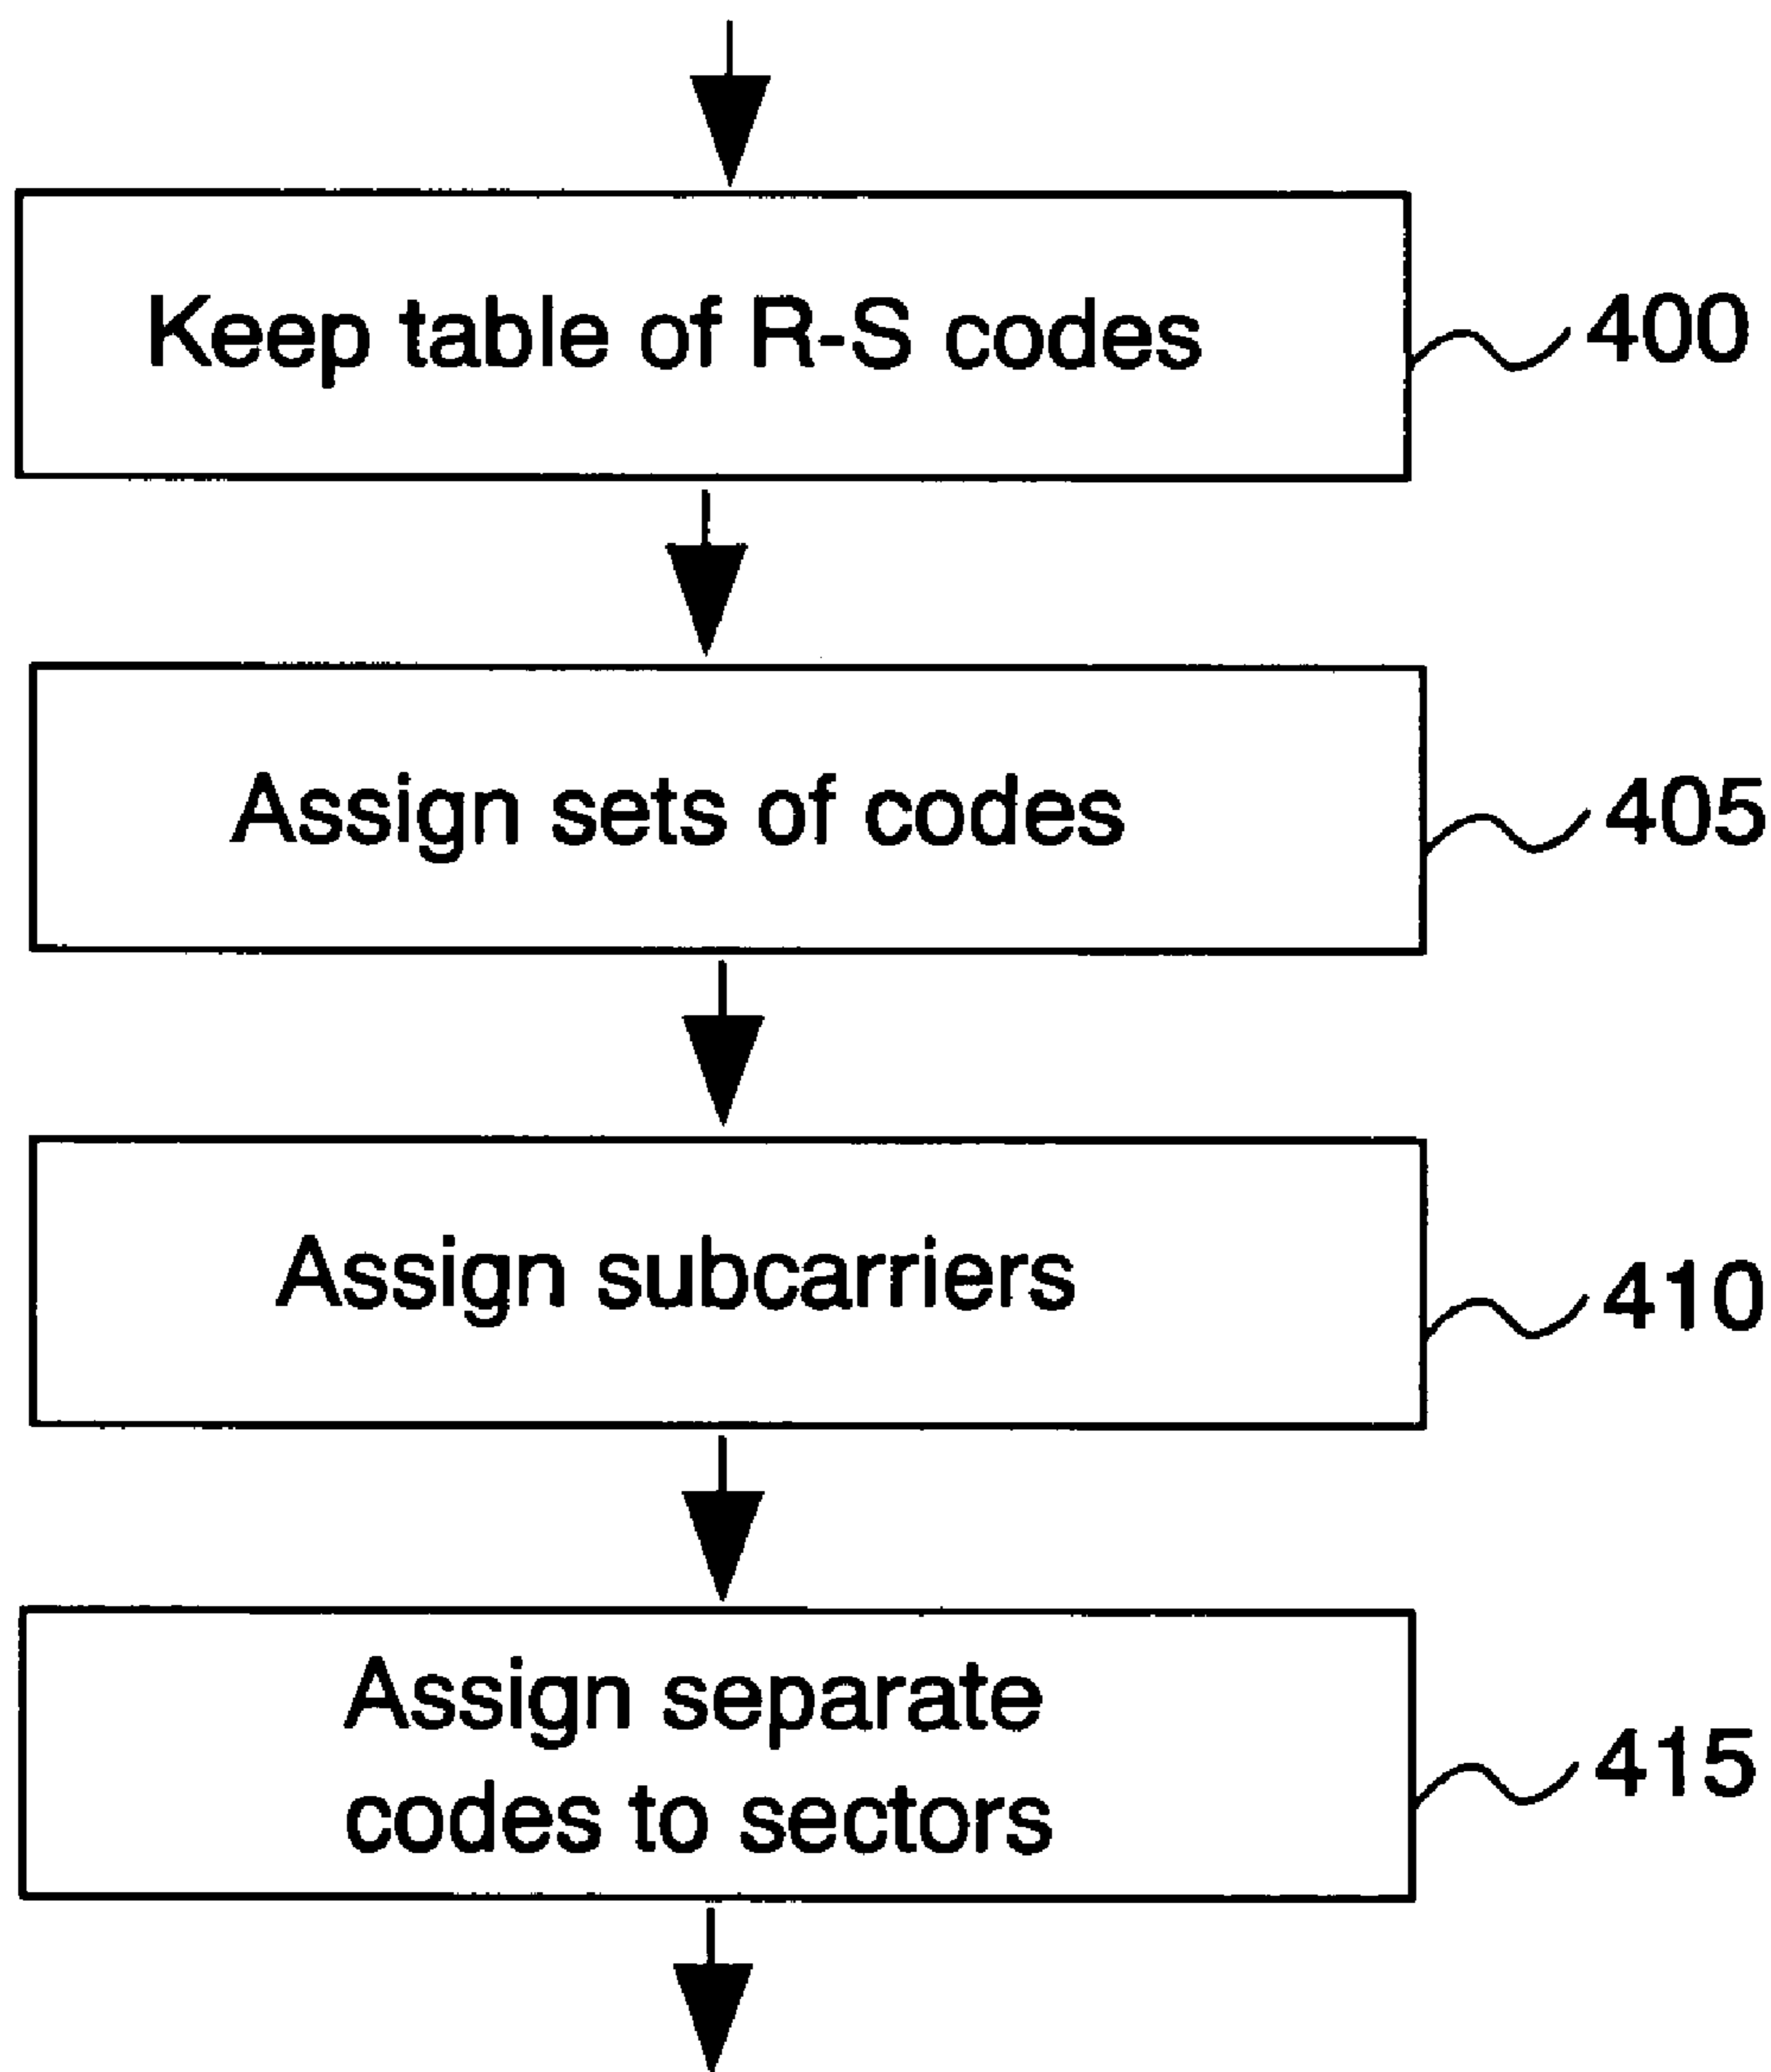 Keep table of R-S codes
400
Assign sets of codes
405
Assign subcarriers
410
Assign separate
codes to sectors
415